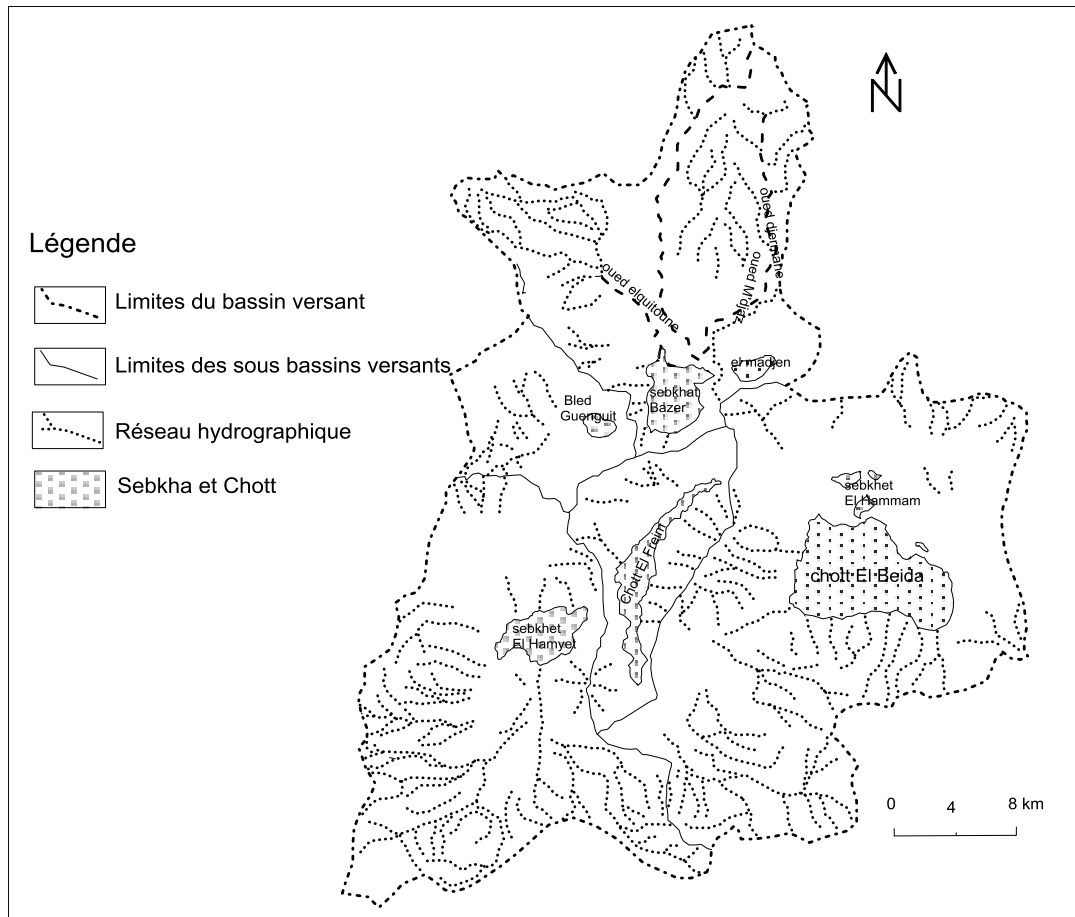 N
oued djermane
oued M'djaz
oued elguitoune
Légende
Limites du bassin versant
Limites des sous bassins versants
Réseau hydrographique
Sebkha et Chott
el madjen
sebkhat
Bazer
Bled
Guenguit
sebkhet
El Hammam
Chott El Freim
chott El Beida
sebkhet
El Hamyet
0 4 8 km